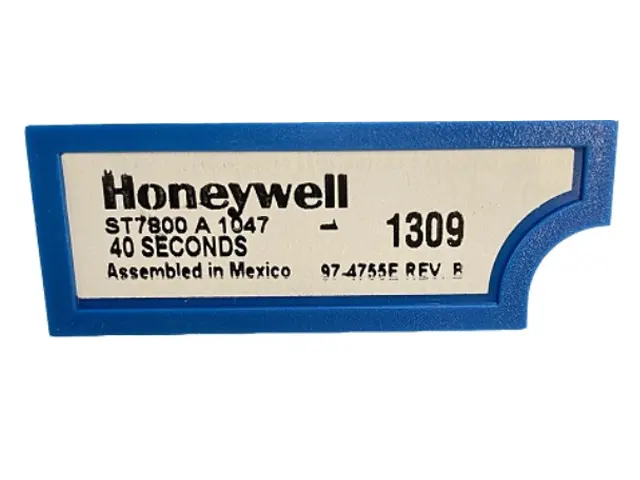 Honeywell
ST7800 A 1047
40 SECONDS 1309
Assembled in Mexico 97-4755E REV. B